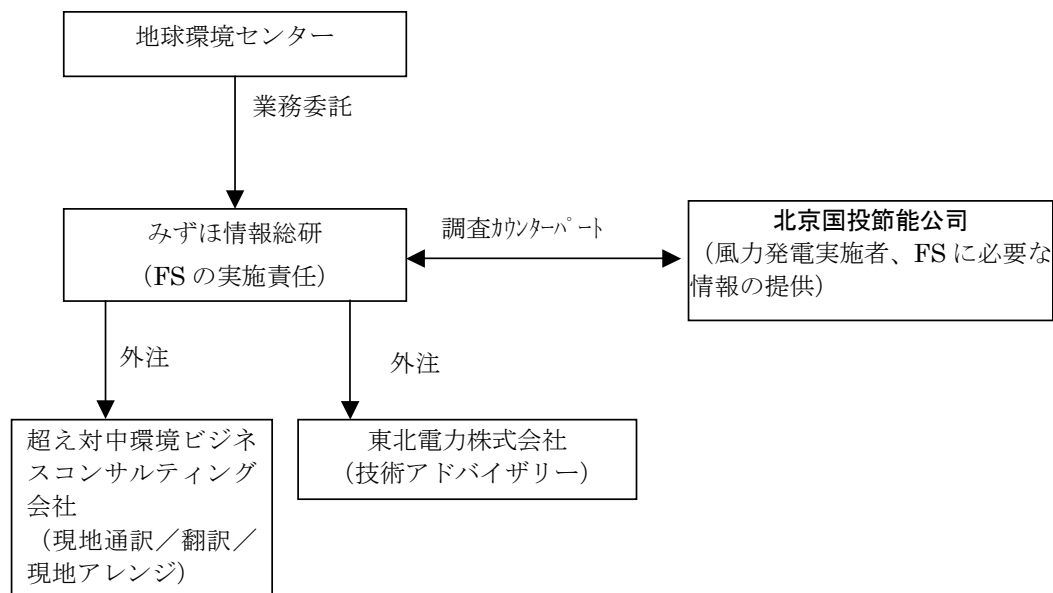 地球環境センター
業務委託
みずほ情報総研
（FS の実施責任）
調査ｶｳﾝﾀｰﾊﾟｰﾄ
北京国投節能公司
（風力発電実施者、FS に必要な
情報の提供）
外注
外注
超え対中環境ビジネ
スコンサルティング
会社
（現地通訳／翻訳／
現地アレンジ）
東北電力株式会社
（技術アドバイザリー）